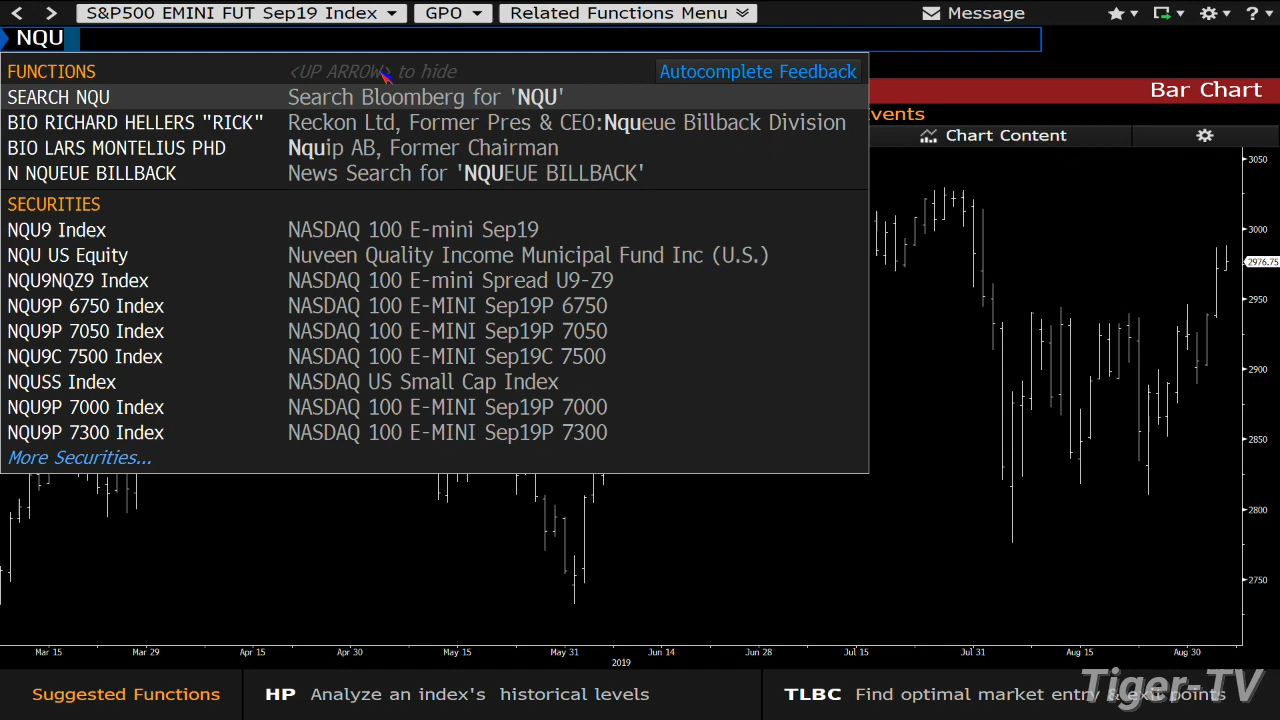 S&P500 EMINI FUT Sep19 Index GPO Related Functions Menu Message ?
NQU
FUNCTIONS <UP ARROW> to hide Autocomplete Feedback
SEARCH NQU Search Bloomberg for 'NQU' Bar Chart
BIO RICHARD HELLERS "RICK" Reckon Ltd, Former Pres & CEO:Nqueue Billback Division vents
BIO LARS MONTELIUS PHD Nquip AB, Former Chairman Chart Content
N NQUEUE BILLBACK News Search for 'NQUEUE BILLBACK'
SECURITIES
NQU9 Index NASDAQ 100 E-mini Sep19
NQU US Equity Nuveen Quality Income Municipal Fund Inc (U.S.)
NQU9NQZ9 Index NASDAQ 100 E-mini Spread U9-Z9
NQU9P 6750 Index NASDAQ 100 E-MINI Sep19P 6750
NQU9P 7050 Index NASDAQ 100 E-MINI Sep19P 7050
NQU9C 7500 Index NASDAQ 100 E-MINI Sep19C 7500
NQUSS Index NASDAQ US Small Cap Index
NQU9P 7000 Index NASDAQ 100 E-MINI Sep19P 7000
NQU9P 7300 Index NASDAQ 100 E-MINI Sep19P 7300
More Securities...
3050
3000
2976.75
2950
2900
2850
2800
2750
Mar 15 Mar 29 Apr 15 Apr 30 May 15 May 31 Jun 14 Jun 28 Jul 15 Jul 31 Aug 15 Aug 30
2019
Suggested Functions HP Analyze an index's historical levels TLBC Find optimal market entry & exit points
Tiger-TV